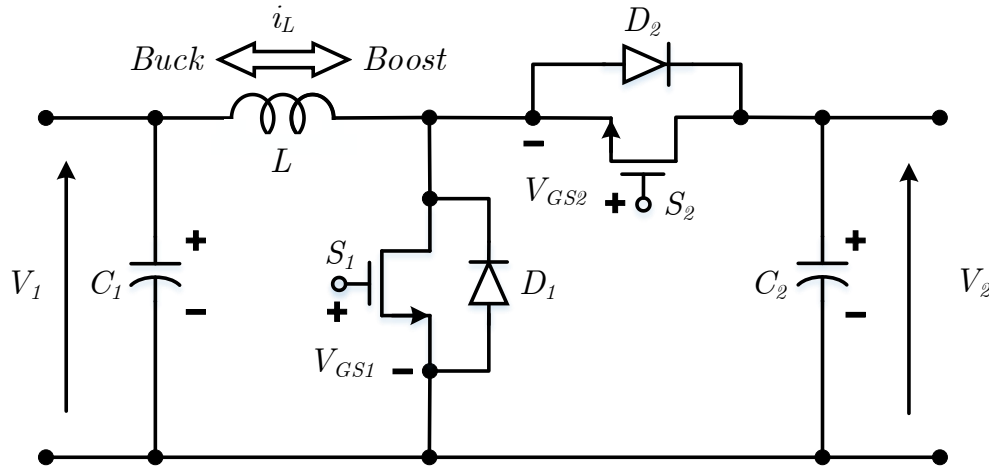 i_L
D_2
Buck
Boost
L
V_GS2
S_2
S_1
V_1
C_1
D_1
C_2
V_2
V_GS1